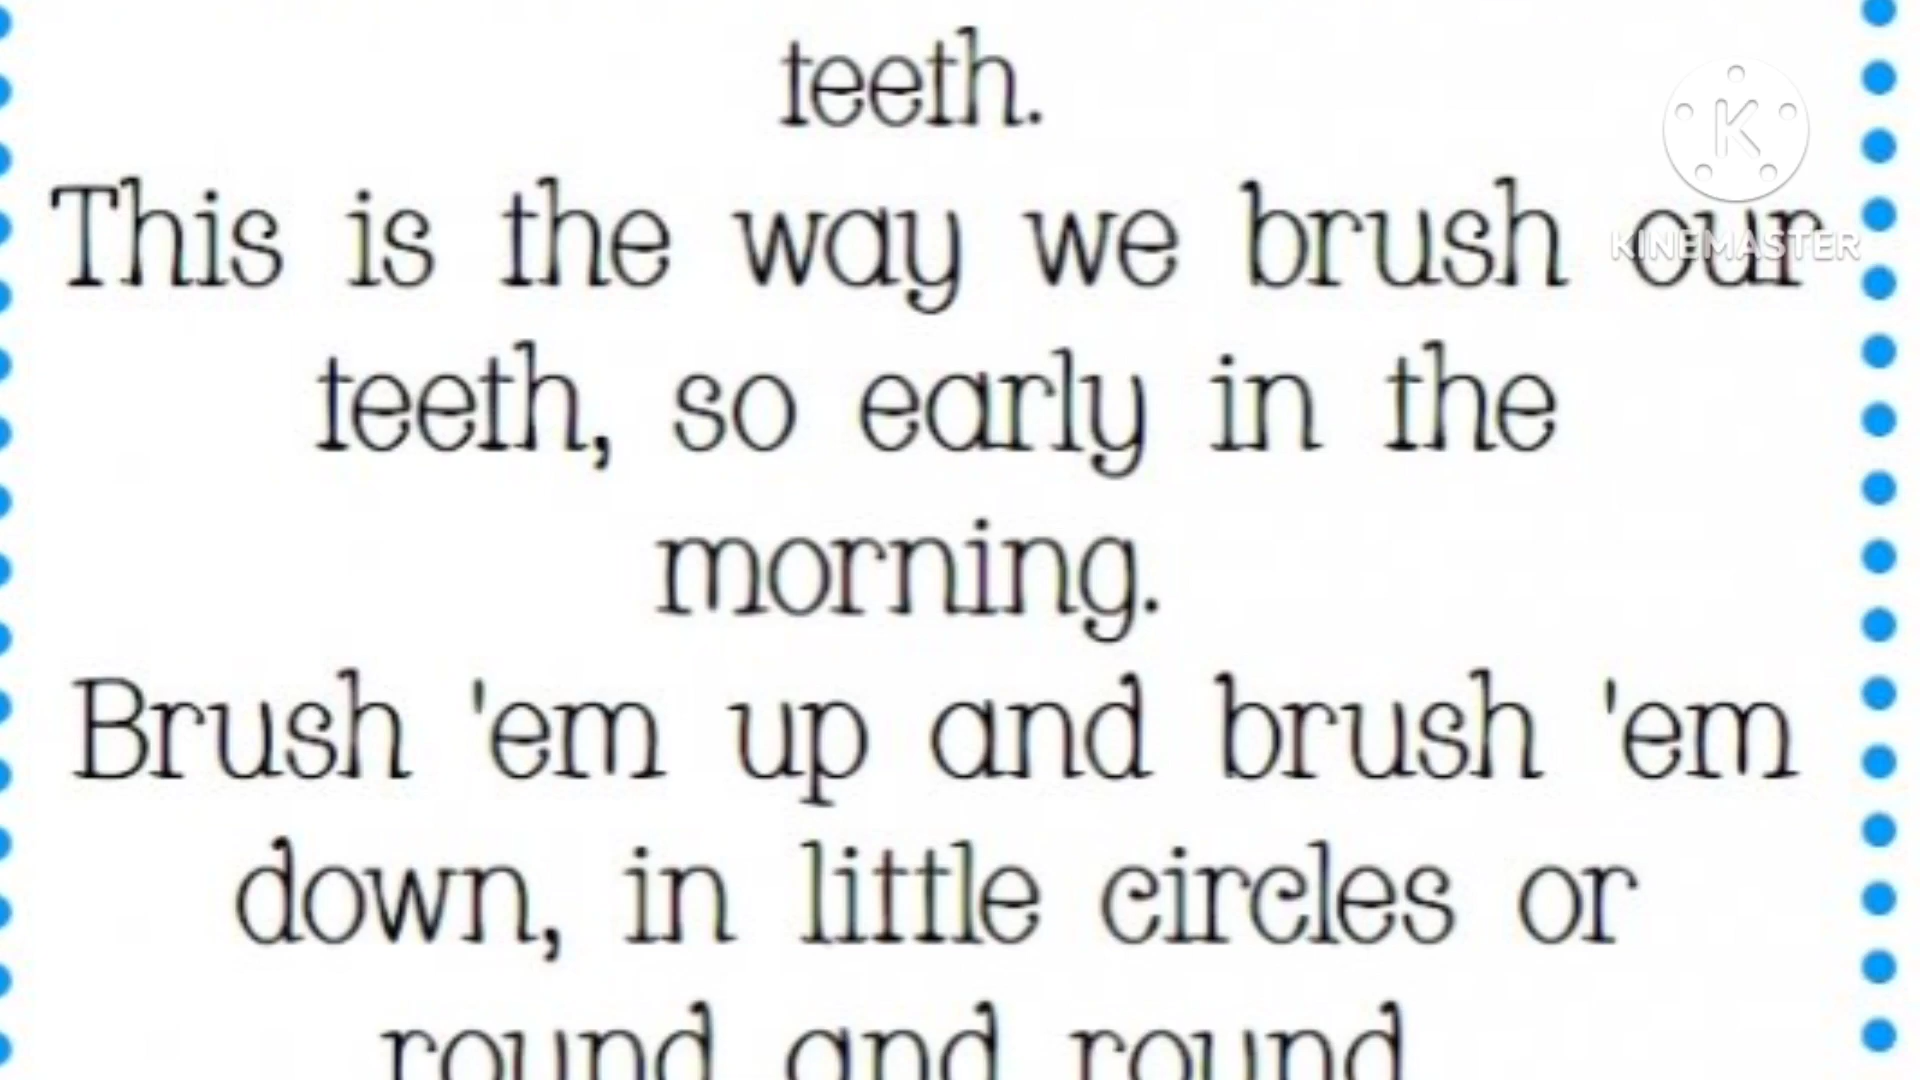 teeth.
This is the way we brush our
KINEMASTER
teeth, so early in the
morning.
Brush 'em up and brush 'em
down, in little circles or
round and round